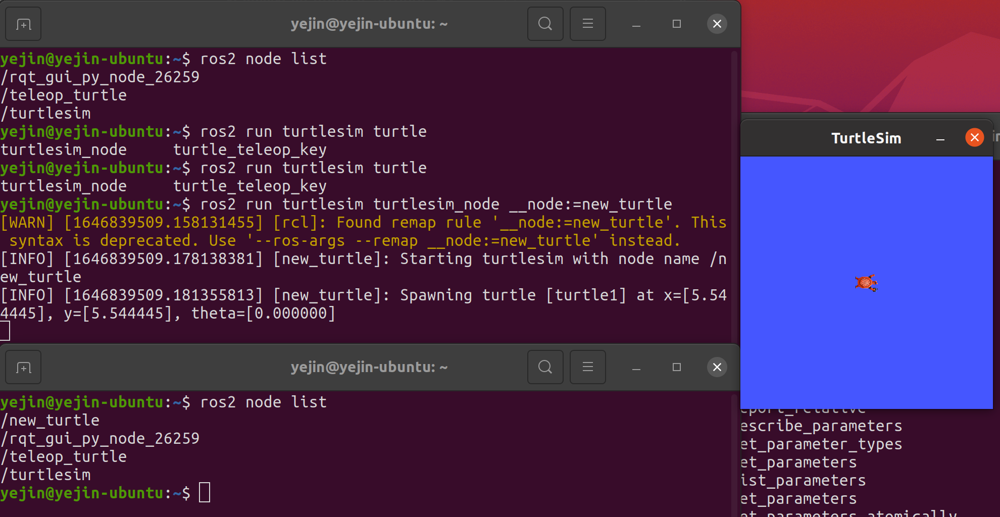 yejin@yejin-ubuntu: ~
yejin@yejin-ubuntu:~$ ros2 node list
/rqt_gui_py_node_26259
/teleop_turtle
/turtlesim
yejin@yejin-ubuntu:~$ ros2 run turtlesim turtle
turtlesim_node     turtle_teleop_key
yejin@yejin-ubuntu:~$ ros2 run turtlesim turtle
turtlesim_node     turtle_teleop_key
yejin@yejin-ubuntu:~$ ros2 run turtlesim turtlesim_node __node:=new_turtle
[WARN] [1646839509.158131455] [rcl]: Found remap rule '__node:=new_turtle'. This
 syntax is deprecated. Use '--ros-args --remap __node:=new_turtle' instead.
[INFO] [1646839509.178138381] [new_turtle]: Starting turtlesim with node name /n
ew_turtle
[INFO] [1646839509.181355813] [new_turtle]: Spawning turtle [turtle1] at x=[5.54
4445], y=[5.544445], theta=[0.000000]
yejin@yejin-ubuntu: ~
yejin@yejin-ubuntu:~$ ros2 node list
/new_turtle
/rqt_gui_py_node_26259
/teleop_turtle
/turtlesim
yejin@yejin-ubuntu:~$
TurtleSim
escribe_parameters
et_parameter_types
et_parameters
ist_parameters
et_parameters
et_parameters_atomically